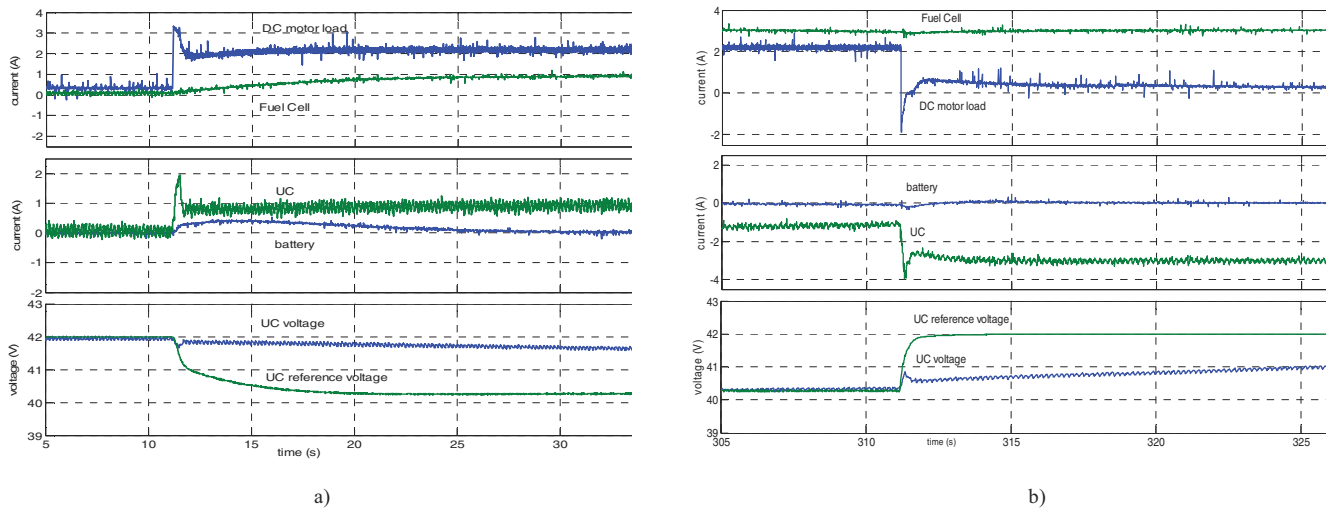 3
2
1
0
-1
-2
current (A)
DC motor load
Fuel Cell
2
1
0
-1
-2
current (A)
UC
battery
43
42
41
40
39
voltage (V)
UC voltage
UC reference voltage
5
10
15
20
25
30
time (s)
a)
4
2
0
-2
current (A)
Fuel Cell
DC motor load
2
0
-2
-4
current (A)
battery
UC
43
42
41
40
39
voltage (V)
UC reference voltage
UC voltage
305
310
time (s)
315
320
325
b)